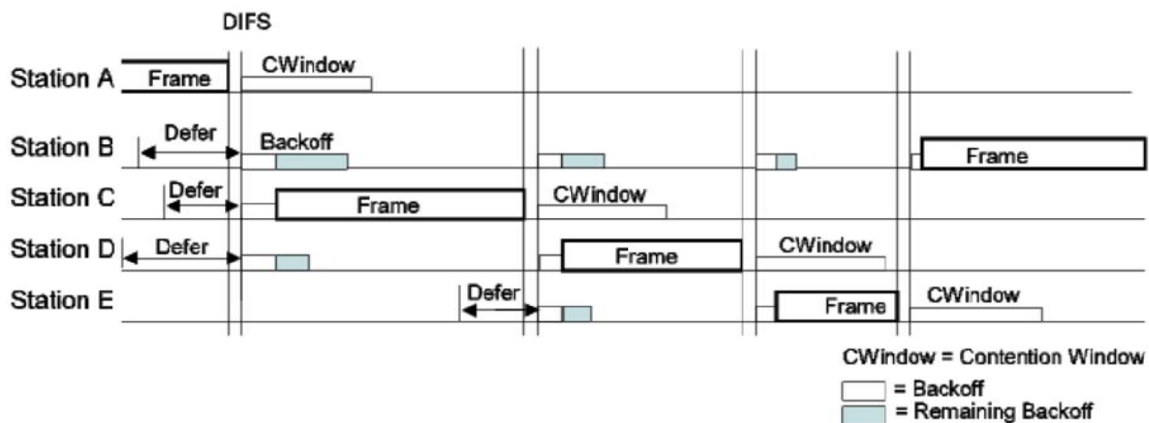 DIFS
Station A Frame CWindow
Station B Defer Backoff Frame
Station C Defer Frame CWindow
Station D Defer Frame CWindow
Station E Defer Frame CWindow
CWindow = Contention Window
= Backoff
= Remaining Backoff